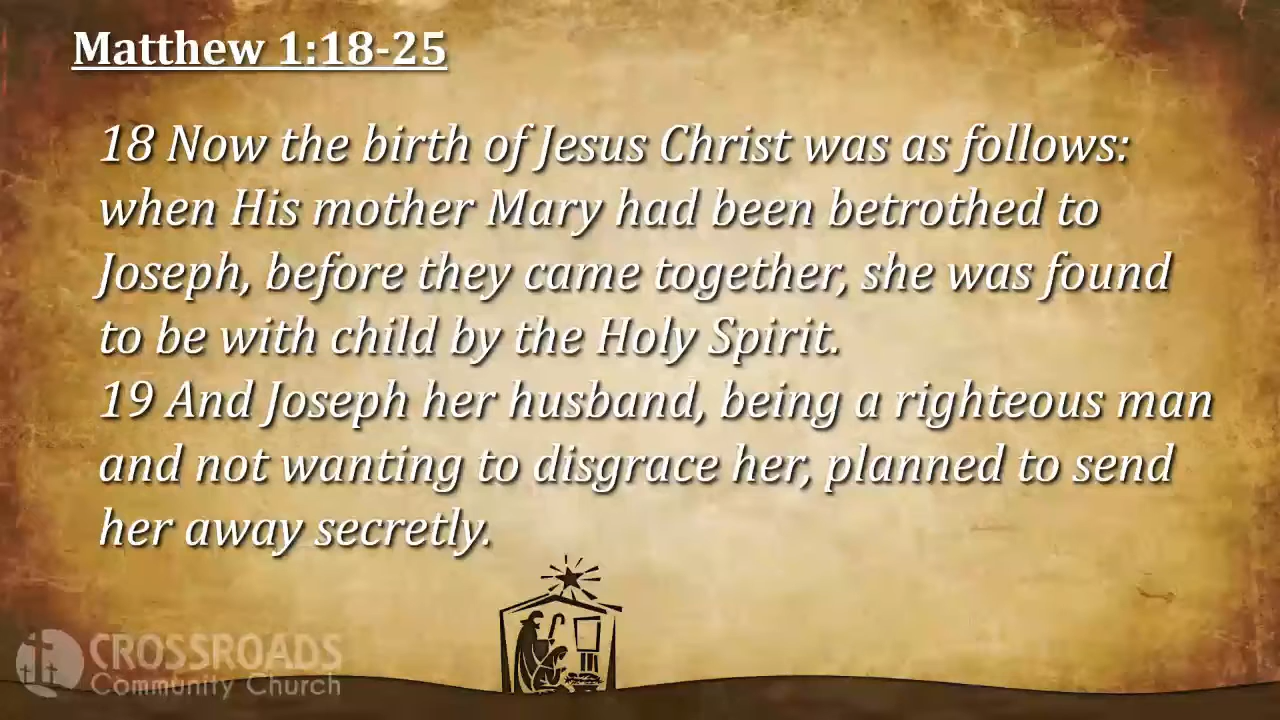 Matthew 1:18-25
18 Now the birth of Jesus Christ was as follows:
when His mother Mary had been betrothed to
Joseph, before they came together, she was found
to be with child by the Holy Spirit.
19 And Joseph her husband, being a righteous man
and not wanting to disgrace her, planned to send
her away secretly.
CROSSROADS
Community Church